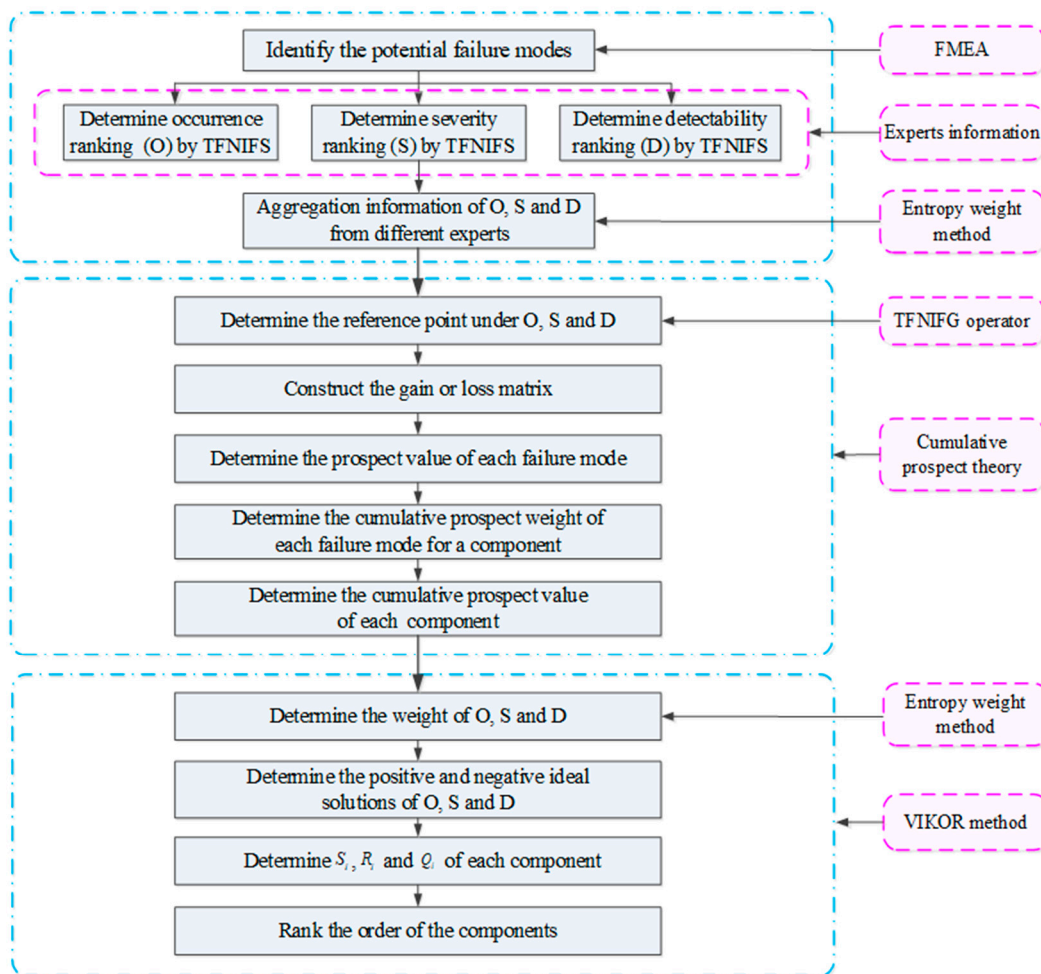 Identify the potential failure modes
FMEA
Determine occurrence
ranking (O) by TFNIFS
Determine severity
ranking (S) by TFNIFS
Determine detectability
ranking (D) by TFNIFS
Experts information
Aggregation information of O, S and D
from different experts
Entropy weight
method
Determine the reference point under O, S and D
TFNIFG operator
Construct the gain or loss matrix
Determine the prospect value of each failure mode
Cumulative
prospect theory
Determine the cumulative prospect weight of
each failure mode for a component
Determine the cumulative prospect value
of each component
Determine the weight of O, S and D
Entropy weight
method
Determine the positive and negative ideal
solutions of O, S and D
VIKOR method
Determine S_i, R_i and Q_i of each component
Rank the order of the components